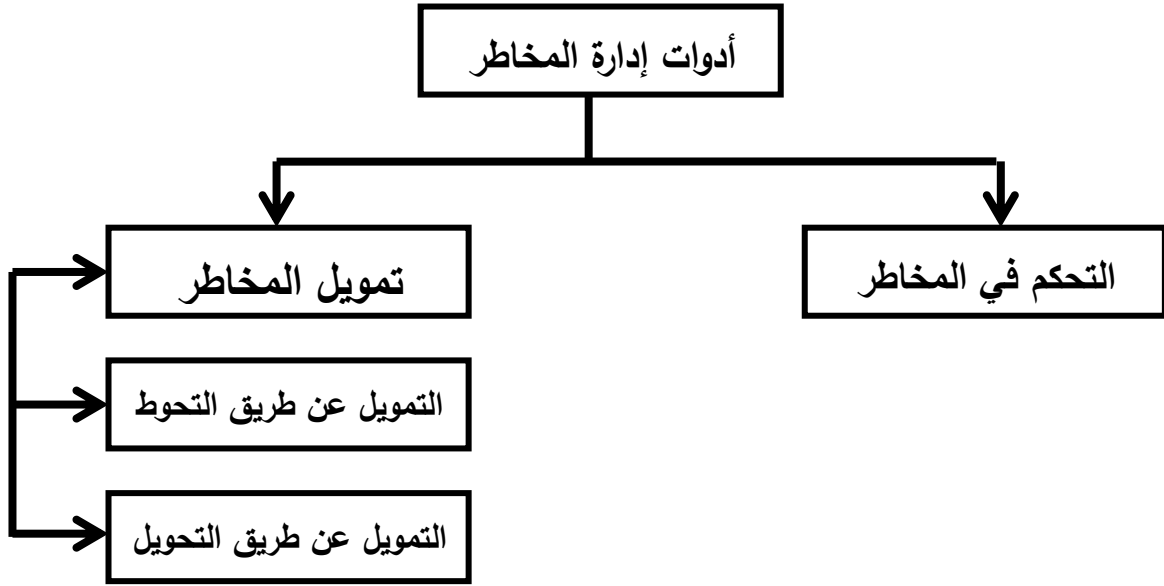 أدوات إدارة المخاطر
التحكم في المخاطر
تمويل المخاطر
التمويل عن طريق التحوط
التمويل عن طريق التحويل